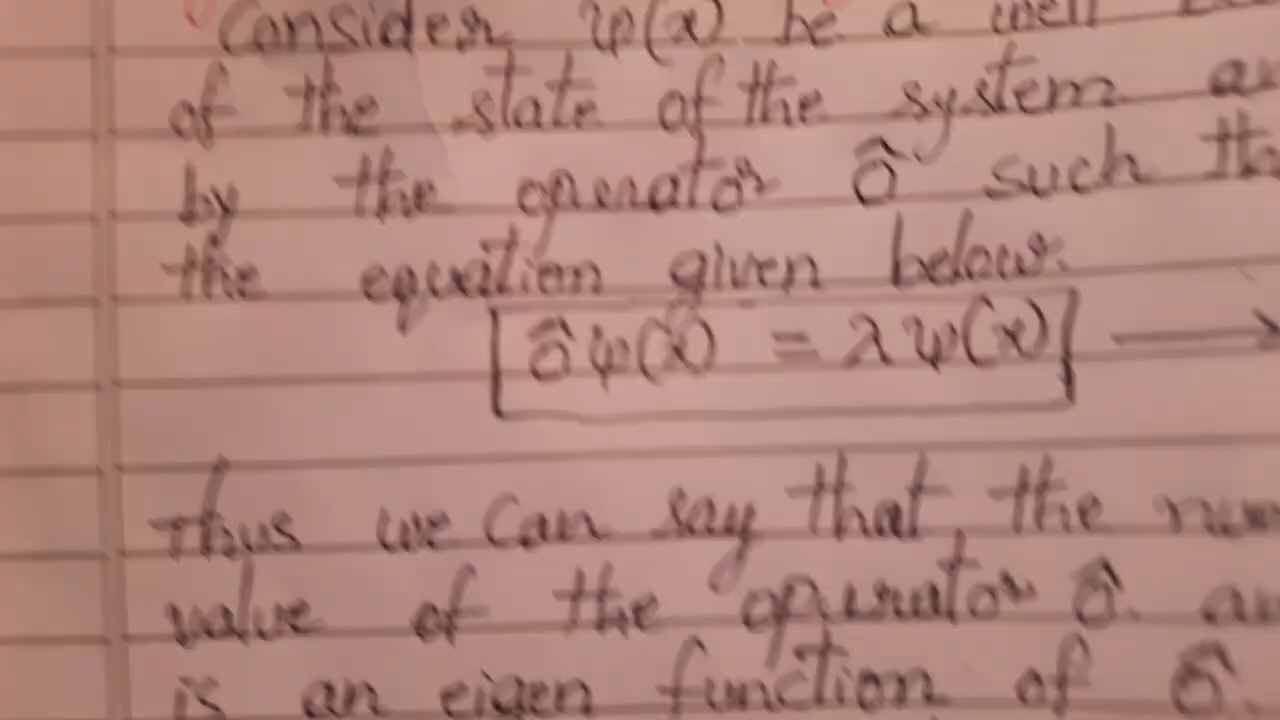 Consider ψ(x) be a well
of the state of the system
by the operator ô such
the equation given below.
ôψ(x) = λψ(x)
Thus we can say that, the
value of the operator ô.
is an eigen function of ô.